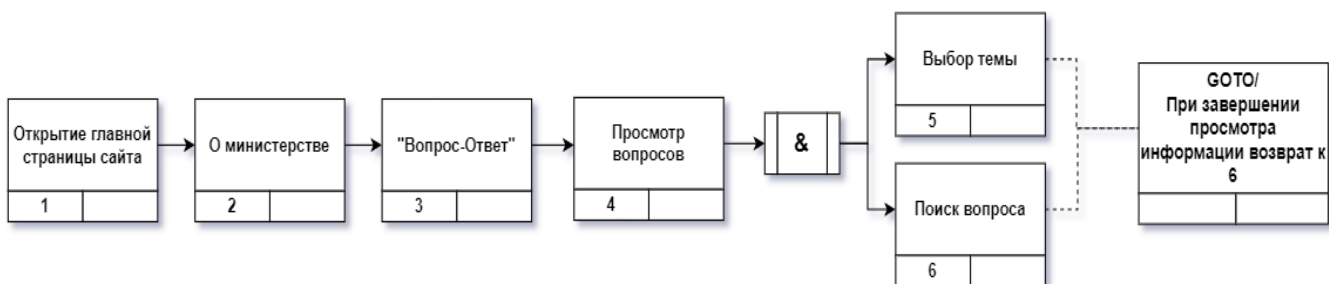 Открытие главной
страницы сайта
1
О министерстве
2
"Вопрос-Ответ"
3
Просмотр
вопросов
4
&
Выбор темы
5
Поиск вопроса
6
GOTO/
При завершении
просмотра
информации возврат к
6